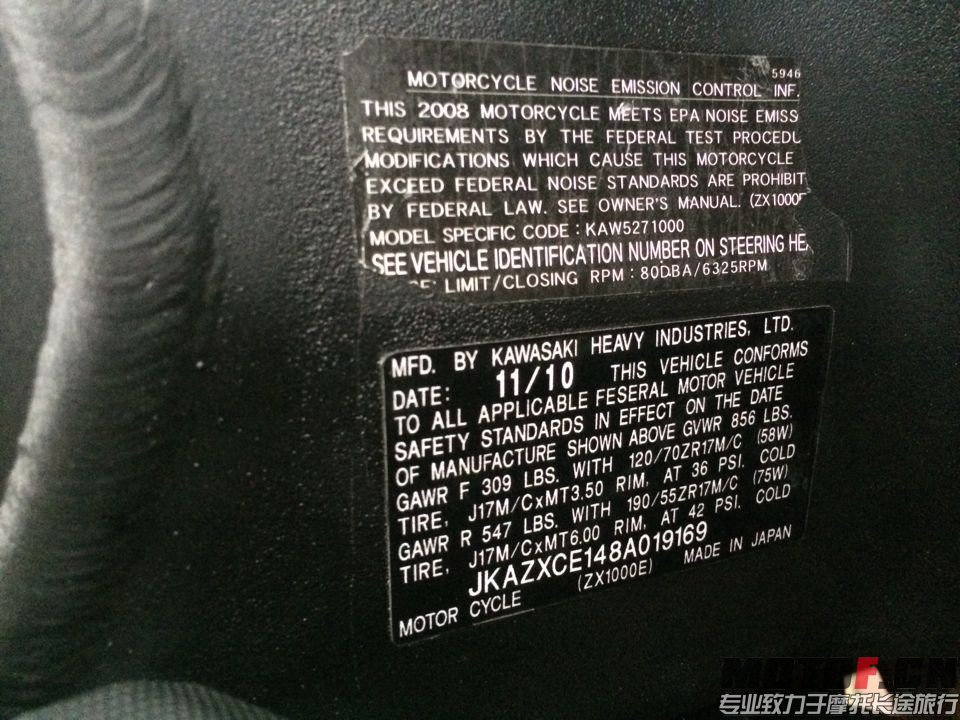 5946
MOTORCYCLE NOISE EMISSION CONTROL INF.
THIS 2008 MOTORCYCLE MEETS EPA NOISE EMISS
REQUIREMENTS BY THE FEDERAL TEST PROCEDU
MODIFICATIONS WHICH CAUSE THIS MOTORCYCLE
EXCEED FEDERAL NOISE STANDARDS ARE PROHIBIT
BY FEDERAL LAW. SEE OWNER'S MANUAL. (ZX1000E
MODEL SPECIFIC CODE : KAW5271000
SEE VEHICLE IDENTIFICATION NUMBER ON STEERING HEA
LIMIT/CLOSING RPM : 80DBA/6325RPM
MFD. BY KAWASAKI HEAVY INDUSTRIES, LTD.
DATE: 11/10 THIS VEHICLE CONFORMS
TO ALL APPLICABLE FESERAL MOTOR VEHICLE
SAFETY STANDARDS IN EFFECT ON THE DATE
OF MANUFACTURE SHOWN ABOVE GVWR 856 LBS.
GAWR F 309 LBS. WITH 120/70ZR17M/C (58W)
TIRE, J17M/CxMT3.50 RIM, AT 36 PSI. COLD
GAWR R 547 LBS. WITH 190/55ZR17M/C (75W)
TIRE, J17M/CxMT6.00 RIM, AT 42 PSI. COLD
JKAZXCE148A019169
MOTOR CYCLE (ZX1000E) MADE IN JAPAN
专业致力于摩托长途旅行